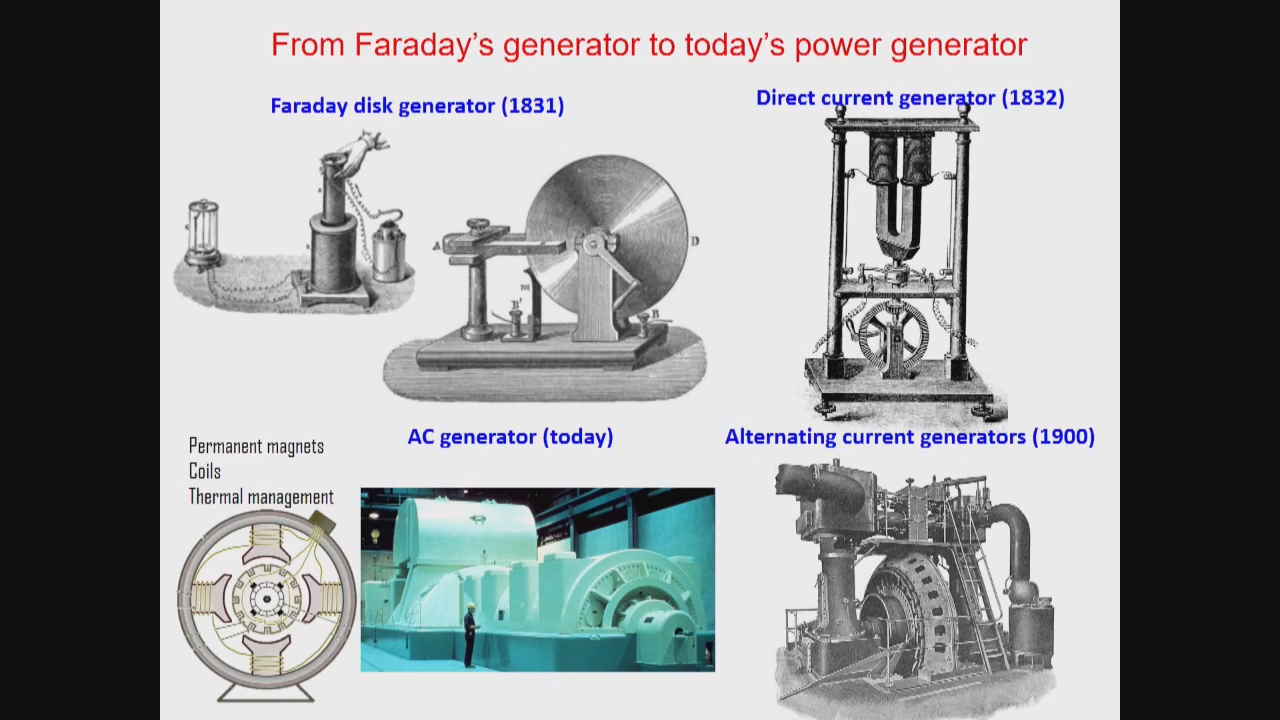 From Faraday's generator to today's power generator
Faraday disk generator (1831)
Direct current generator (1832)
A
D
m
B'
B
AC generator (today)
Alternating current generators (1900)
Permanent magnets
Coils
Thermal management